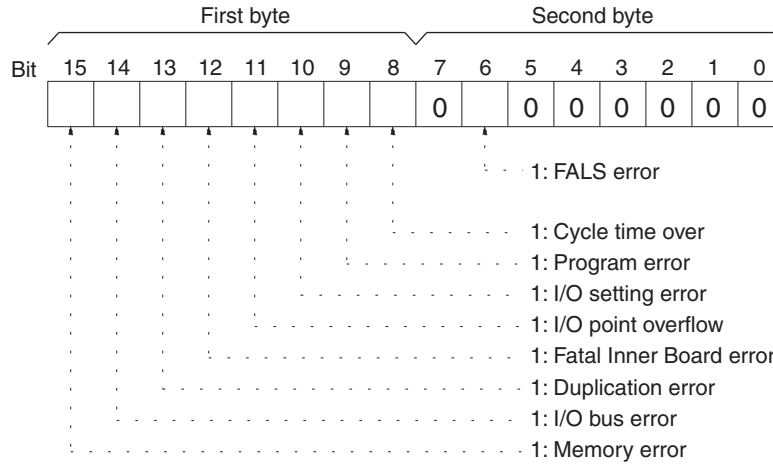 First byte Second byte
Bit 15 14 13 12 11 10 9 8 7 6 5 4 3 2 1 0
0 0 0 0 0 0 0
1: FALS error
1: Cycle time over
1: Program error
1: I/O setting error
1: I/O point overflow
1: Fatal Inner Board error
1: Duplication error
1: I/O bus error
1: Memory error